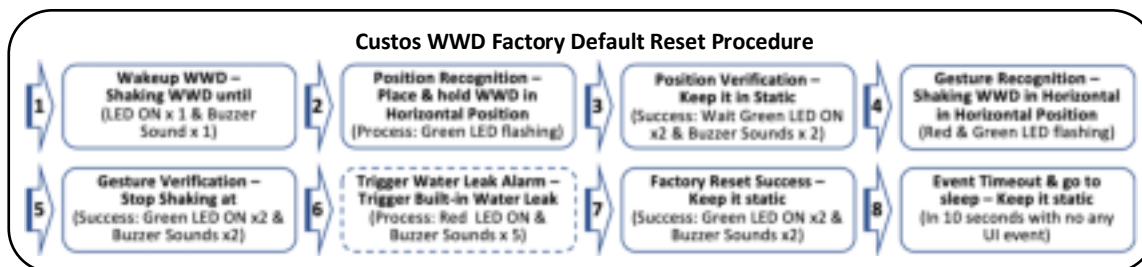 Custos WWD Factory Default Reset Procedure
1
Wakeup WWD –
Shaking WWD until
(LED ON x 1 & Buzzer
Sound x 1)
2
Position Recognition –
Place & hold WWD in
Horizontal Position
(Process: Green LED flashing)
3
Position Verification –
Keep it in Static
(Success: Wait Green LED ON
x2 & Buzzer Sounds x 2)
4
Gesture Recognition –
Shaking WWD in Horizontal
in Horizontal Position
(Red & Green LED flashing)
5
Gesture Verification –
Stop Shaking at
(Success: Green LED ON x2 &
Buzzer Sounds x2)
6
Trigger Water Leak Alarm –
Trigger Built-in Water Leak
(Process: Red LED ON &
Buzzer Sounds x 5)
7
Factory Reset Success –
Keep it static
(Success: Green LED ON x2 &
Buzzer Sounds x2)
8
Event Timeout & go to
sleep – Keep it static
(In 10 seconds with no any
UI event)